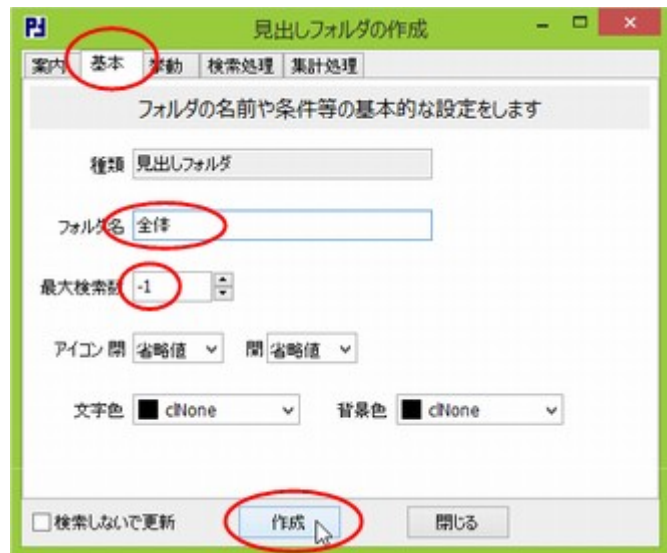 見出しフォルダの作成
案内 基本 挙動 検索処理 集計処理
フォルダの名前や条件等の基本的な設定をします
種類 見出しフォルダ
フォルダ名 全体
最大検索数 -1
アイコン 閉 省略値 開 省略値
文字色 clNone 背景色 clNone
検索しないで更新 作成 閉じる